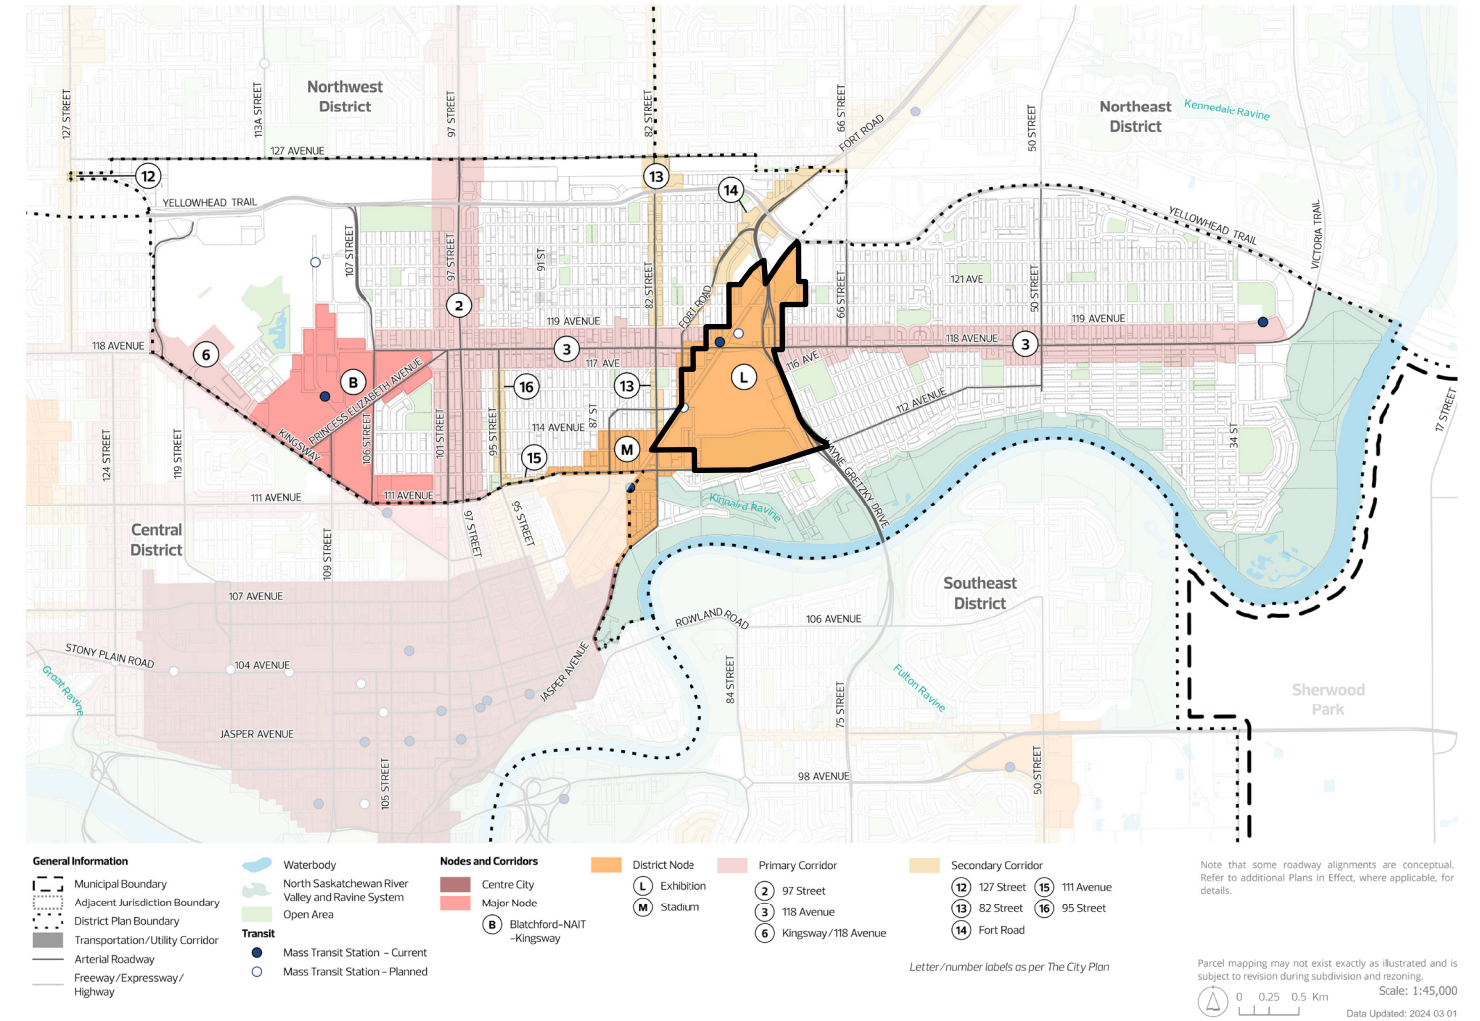 Northwest
District
Northeast
District
Kennedale Ravine
127 STREET
113A STREET
97 STREET
82 STREET
66 STREET
FORT ROAD
50 STREET
127 AVENUE
12
13
14
YELLOWHEAD TRAIL
YELLOWHEAD TRAIL
VICTORIA TRAIL
107 STREET
97 STREET
91 ST
82 STREET
FORT ROAD
66 STREET
121 AVE
50 STREET
2
119 AVENUE
119 AVENUE
118 AVENUE
118 AVENUE
6
3
3
117 AVE
116 AVE
B
PRINCESS ELIZABETH AVENUE
16
13
L
112 AVENUE
17 STREET
KINGSWAY
106 STREET
101 STREET
95 STREET
114 AVENUE
87 ST
M
15
34 ST
124 STREET
119 STREET
111 AVENUE
111 AVENUE
WAYNE GRETZKY DRIVE
Kinnaird Ravine
97 STREET
95 STREET
Central
District
109 STREET
Southeast
District
107 AVENUE
ROWLAND ROAD
106 AVENUE
STONY PLAIN ROAD
104 AVENUE
JASPER AVENUE
Groat Ravine
84 STREET
75 STREET
Fulton Ravine
Sherwood
Park
JASPER AVENUE
105 STREET
98 AVENUE
50 STREET
General Information
Municipal Boundary
Adjacent Jurisdiction Boundary
District Plan Boundary
Transportation/Utility Corridor
Arterial Roadway
Freeway/Expressway/
Highway
Waterbody
North Saskatchewan River
Valley and Ravine System
Open Area
Transit
Mass Transit Station - Current
Mass Transit Station - Planned
Nodes and Corridors
Centre City
Major Node
B Blatchford-NAIT
-Kingsway
District Node
L Exhibition
M Stadium
Primary Corridor
2 97 Street
3 118 Avenue
6 Kingsway/118 Avenue
Secondary Corridor
12 127 Street 15 111 Avenue
13 82 Street 16 95 Street
14 Fort Road
Letter/number labels as per The City Plan
Note that some roadway alignments are conceptual.
Refer to additional Plans in Effect, where applicable, for
details.
Parcel mapping may not exist exactly as illustrated and is
subject to revision during subdivision and rezoning.
0 0.25 0.5 Km
Scale: 1:45,000
Data Updated: 2024 03 01